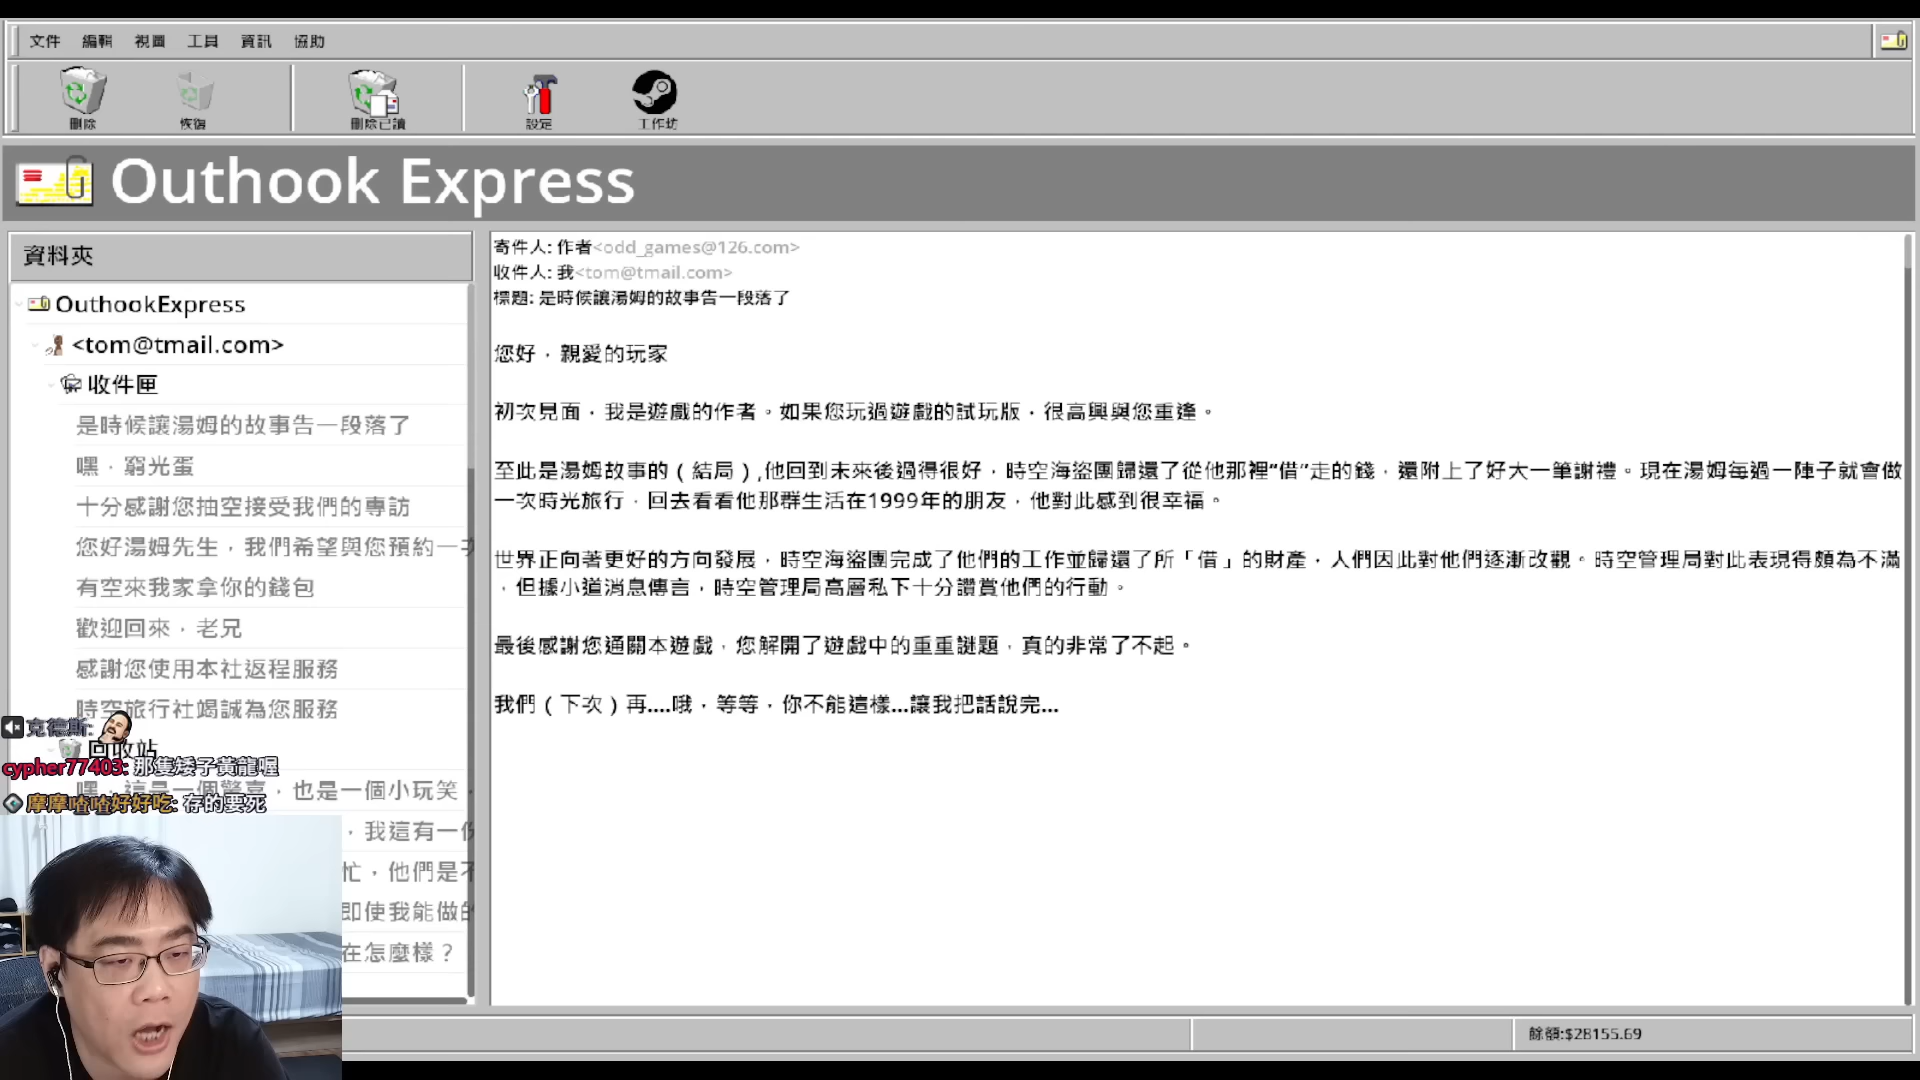 文件 編輯 視圖 工具 資訊 協助
刪除 恢復 刪除已讀 設定 工作坊
Outhook Express
資料夾
OuthookExpress
<tom@tmail.com>
收件匣
是時候讓湯姆的故事告一段落了
嘿，窮光蛋
十分感謝您抽空接受我們的專訪
您好湯姆先生，我們希望與您預約一次
有空來我家拿你的錢包
歡迎回來，老兄
感謝您使用本社返程服務
時空旅行社竭誠為您服務
回收站
嘿，這是一個驚喜，也是一個小玩笑，
，我這有一份
忙，他們是不
即使我能做的
在怎麼樣？
克德斯:
cypher77403: 那隻矮子黃龍喔
摩摩喳喳好好吃: 存的要死
寄件人: 作者<odd_games@126.com>
收件人: 我<tom@tmail.com>
標題: 是時候讓湯姆的故事告一段落了
您好，親愛的玩家
初次見面，我是遊戲的作者。如果您玩過遊戲的試玩版，很高興與您重逢。
至此是湯姆故事的（結局）,他回到未來後過得很好，時空海盜團歸還了從他那裡"借"走的錢，還附上了好大一筆謝禮。現在湯姆每過一陣子就會做
一次時光旅行，回去看看他那群生活在1999年的朋友，他對此感到很幸福。
世界正向著更好的方向發展，時空海盜團完成了他們的工作並歸還了所「借」的財產，人們因此對他們逐漸改觀。時空管理局對此表現得頗為不滿
，但據小道消息傳言，時空管理局高層私下十分讚賞他們的行動。
最後感謝您通關本遊戲，您解開了遊戲中的重重謎題，真的非常了不起。
我們（下次）再....哦，等等，你不能這樣...讓我把話說完...
餘額:$28155.69